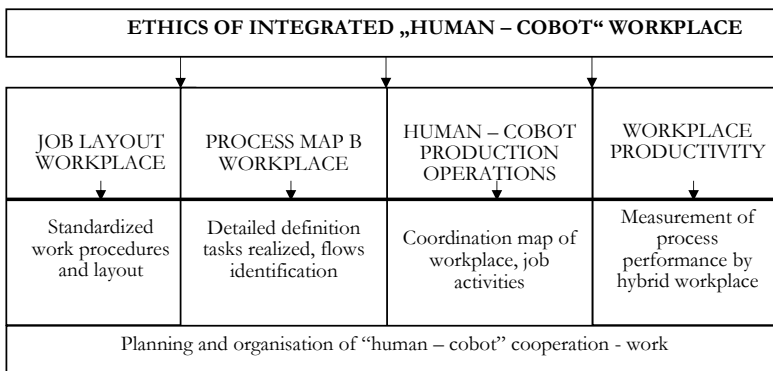 ETHICS OF INTEGRATED „HUMAN – COBOT“ WORKPLACE
JOB LAYOUT
WORKPLACE
PROCESS MAP B
WORKPLACE
HUMAN – COBOT
PRODUCTION
OPERATIONS
WORKPLACE
PRODUCTIVITY
Standardized
work procedures
and layout
Detailed definition
tasks realized, flows
identification
Coordination map of
workplace, job
activities
Measurement of
process
performance by
hybrid workplace
Planning and organisation of “human – cobot” cooperation - work